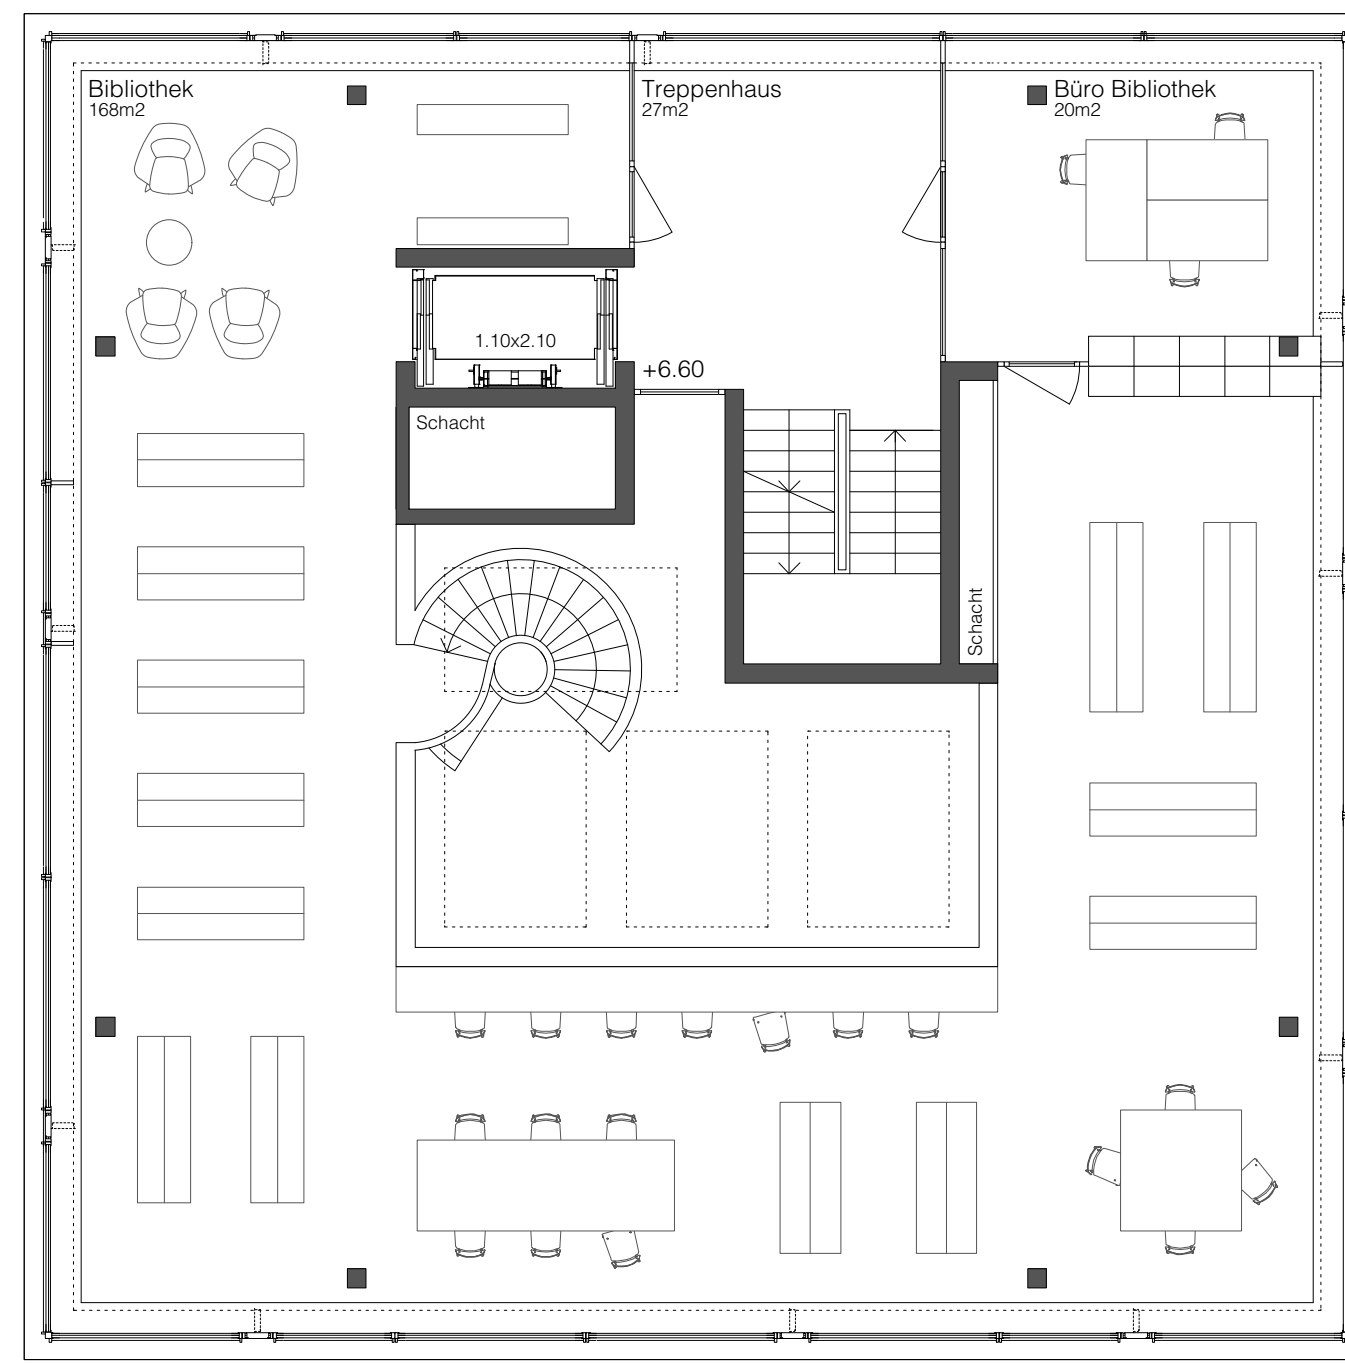 Bibliothek
168m2
Treppenhaus
27m2
Büro Bibliothek
20m2
1.10x2.10
+6.60
Schacht
Schacht